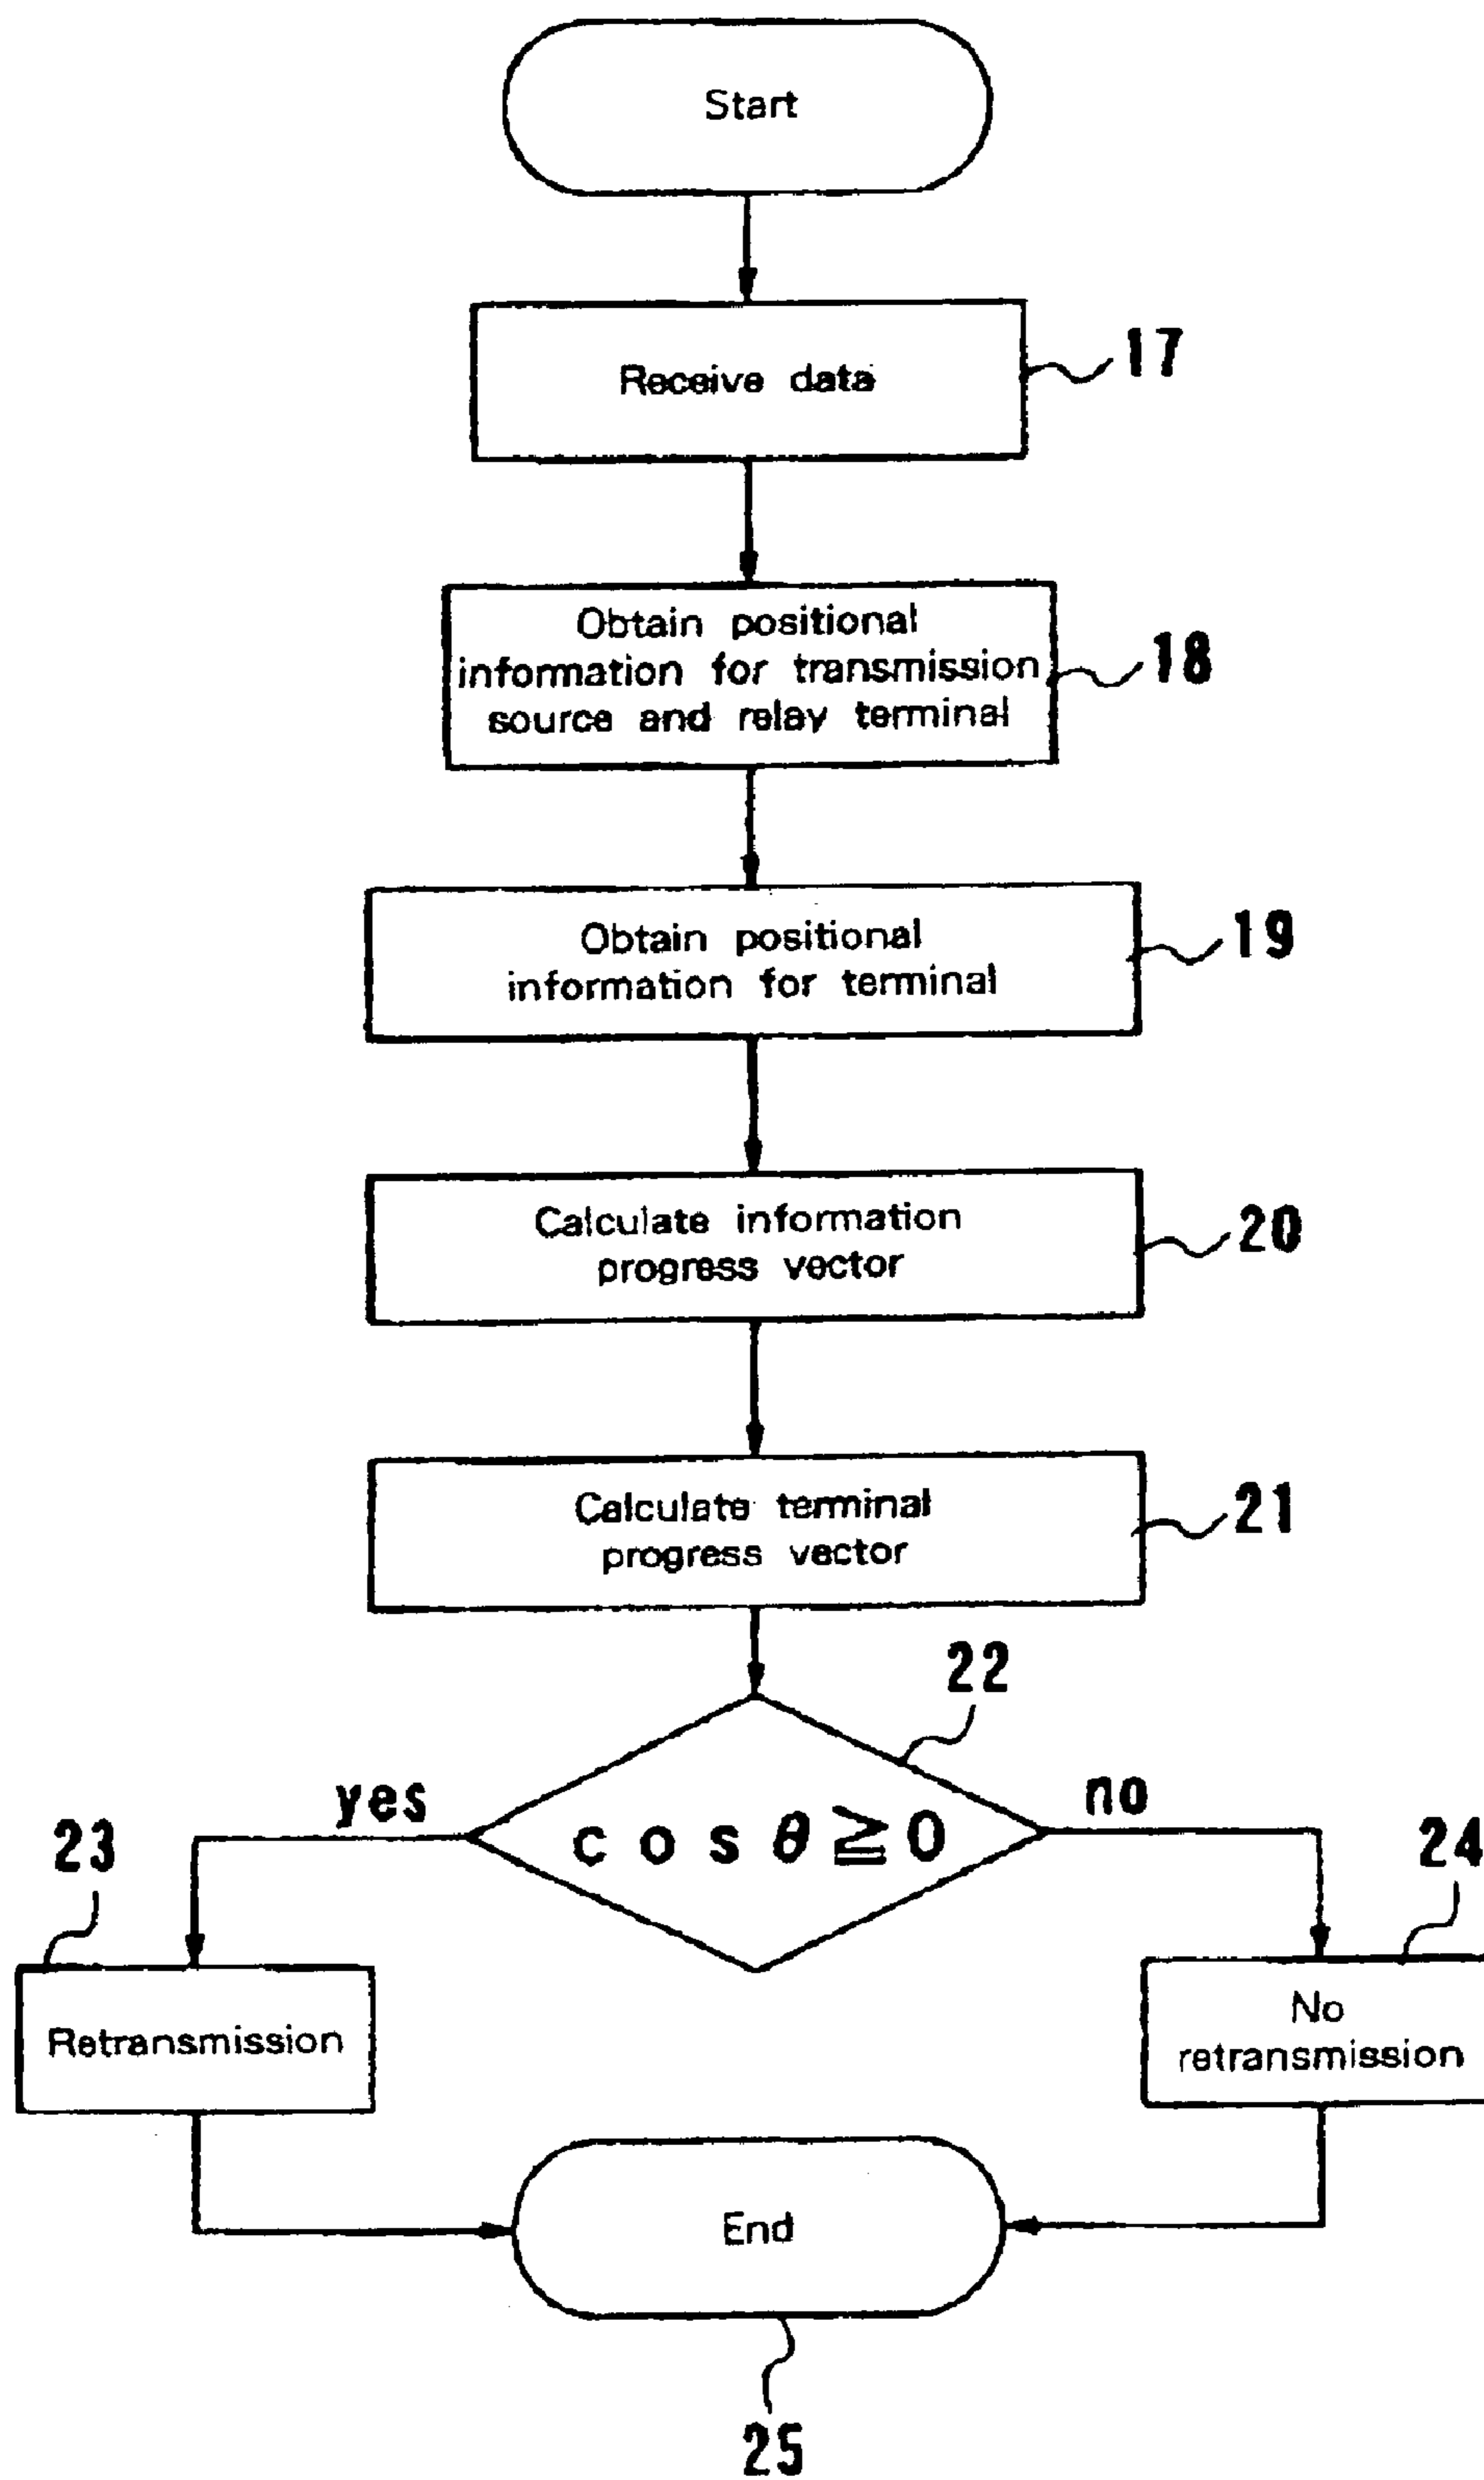 Start
Receive data
17
Obtain positional
information for transmission
source and relay terminal
18
Obtain positional
information for terminal
19
Calculate information
progress vector
20
Calculate terminal
progress vector
21
22
yes
cosθ≧0
no
23
24
Retransmission
No
retransmission
End
25